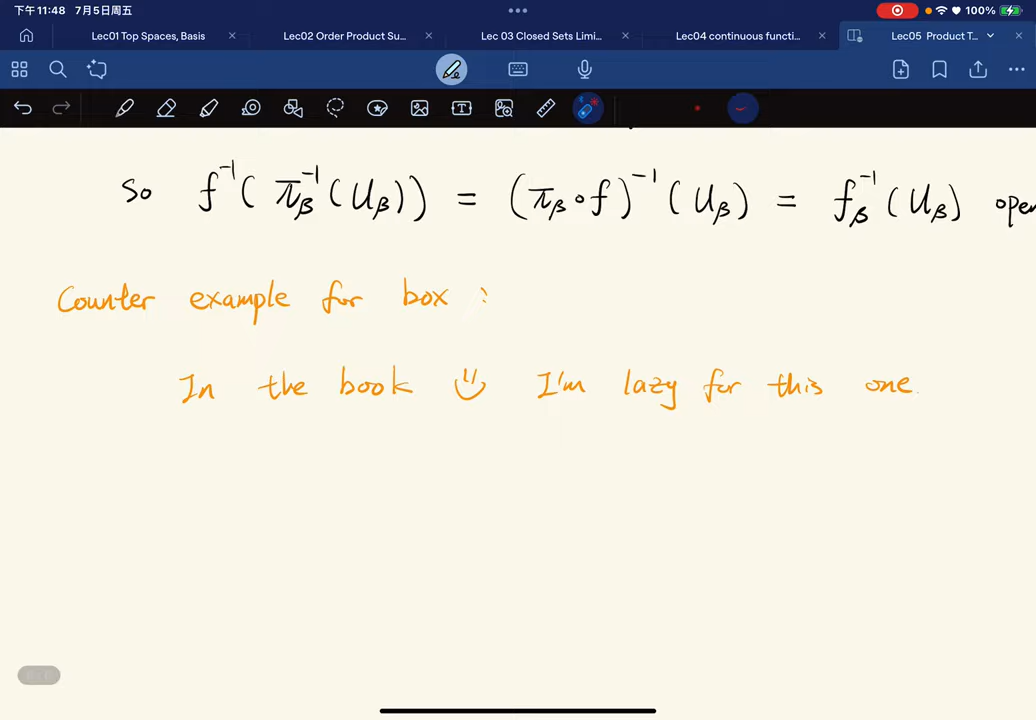 下午11:48 7月5日周五
100%
Lec01 Top Spaces, Basis
Lec02 Order Product Su...
Lec 03 Closed Sets Limi...
Lec04 continuous functi...
Lec05 Product T...
So f⁻¹(π_β⁻¹(U_β)) = (π_β∘f)⁻¹(U_β) = f_β⁻¹(U_β)
Counter example for box :
In the book I'm lazy for this one.